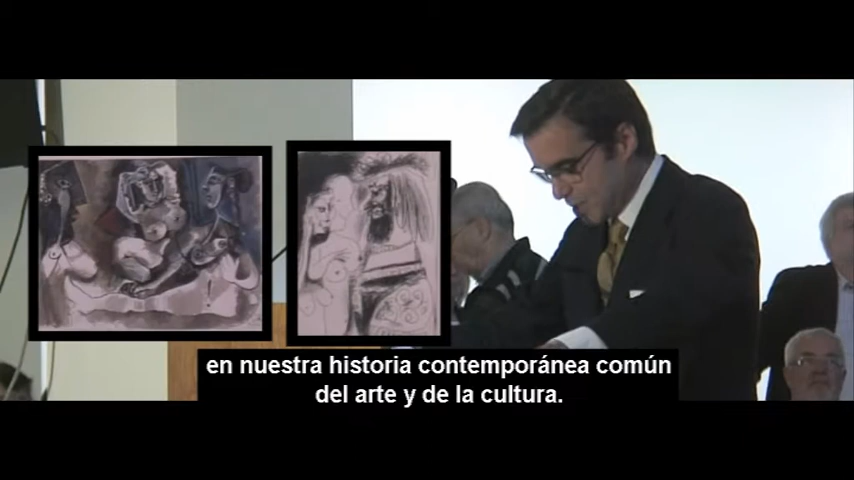 en nuestra historia contemporánea común
del arte y de la cultura.